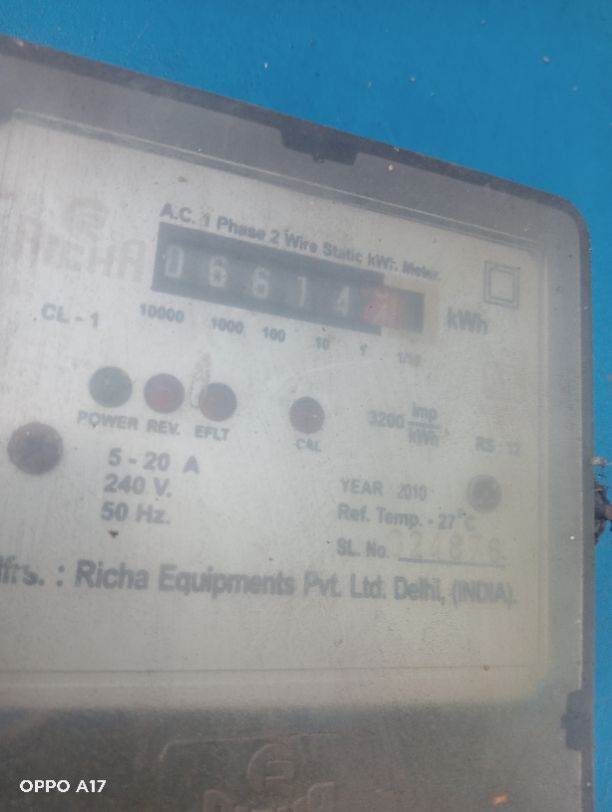 A.C. 1 Phase 2 Wire Static kWh. Meter
0 6 6 1 4
kWh
CL - 1
10000 1000 100 10 1 1/10
POWER REV. EFLT CAL
3200 imp/kWh
5 - 20 A
240 V.
50 Hz.
YEAR 2010
Ref. Temp. - 27°C
SL. No. 024876
: Richa Equipments Pvt. Ltd. Delhi, (INDIA).
OPPO A17